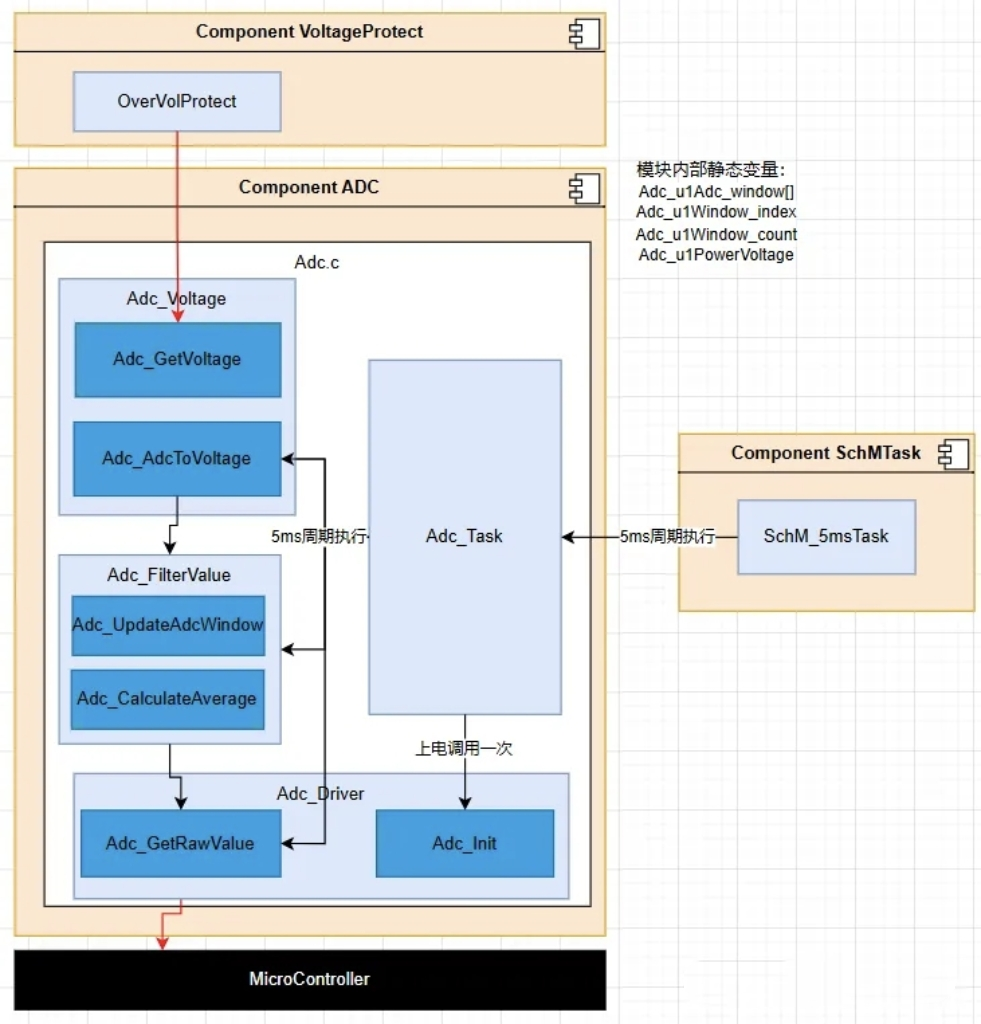 Component VoltageProtect
OverVolProtect
Component ADC
模块内部静态变量:
Adc_u1Adc_window[]
Adc_u1Window_index
Adc_u1Window_count
Adc_u1PowerVoltage
Adc.c
Adc_Voltage
Adc_GetVoltage
Adc_AdcToVoltage
5ms周期执行
Adc_Task
5ms周期执行
Component SchMTask
SchM_5msTask
Adc_FilterValue
Adc_UpdateAdcWindow
Adc_CalculateAverage
上电调用一次
Adc_Driver
Adc_GetRawValue
Adc_Init
MicroController